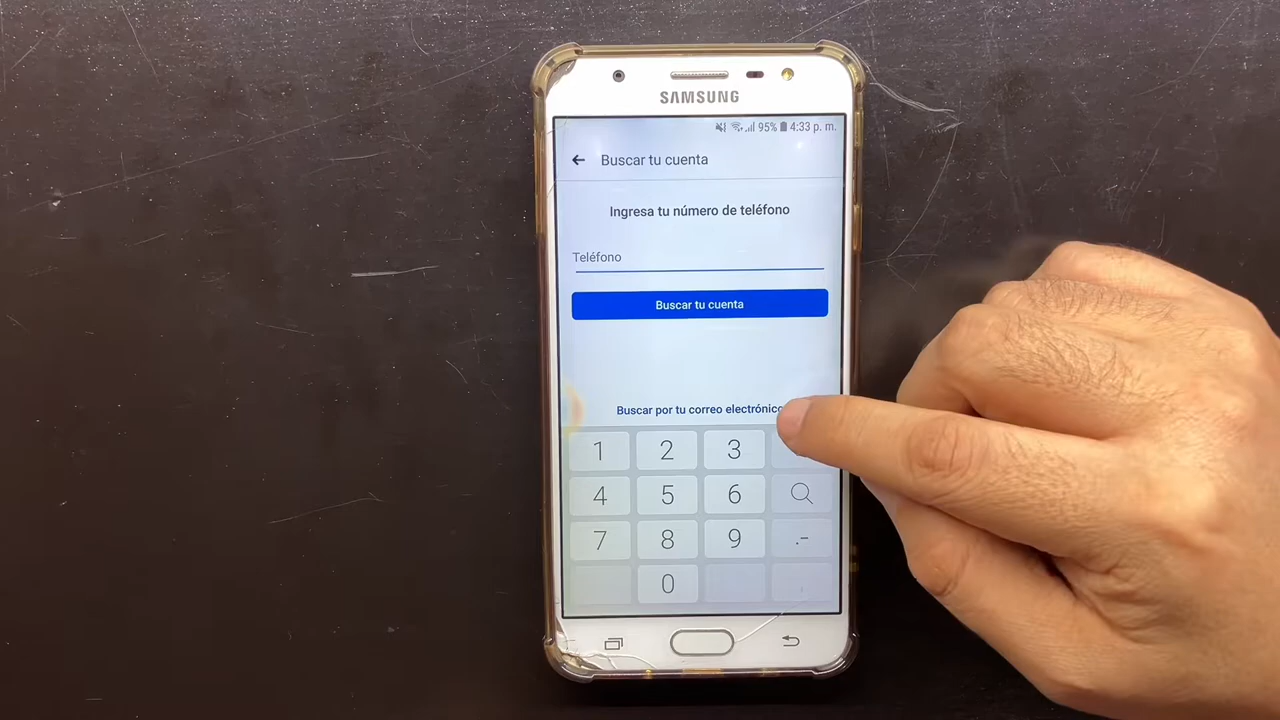 SAMSUNG
95% 4:33 p. m.
Buscar tu cuenta
Ingresa tu número de teléfono
Teléfono
Buscar tu cuenta
Buscar por tu correo electrónico
1 2 3
4 5 6
7 8 9 .-
0 ,